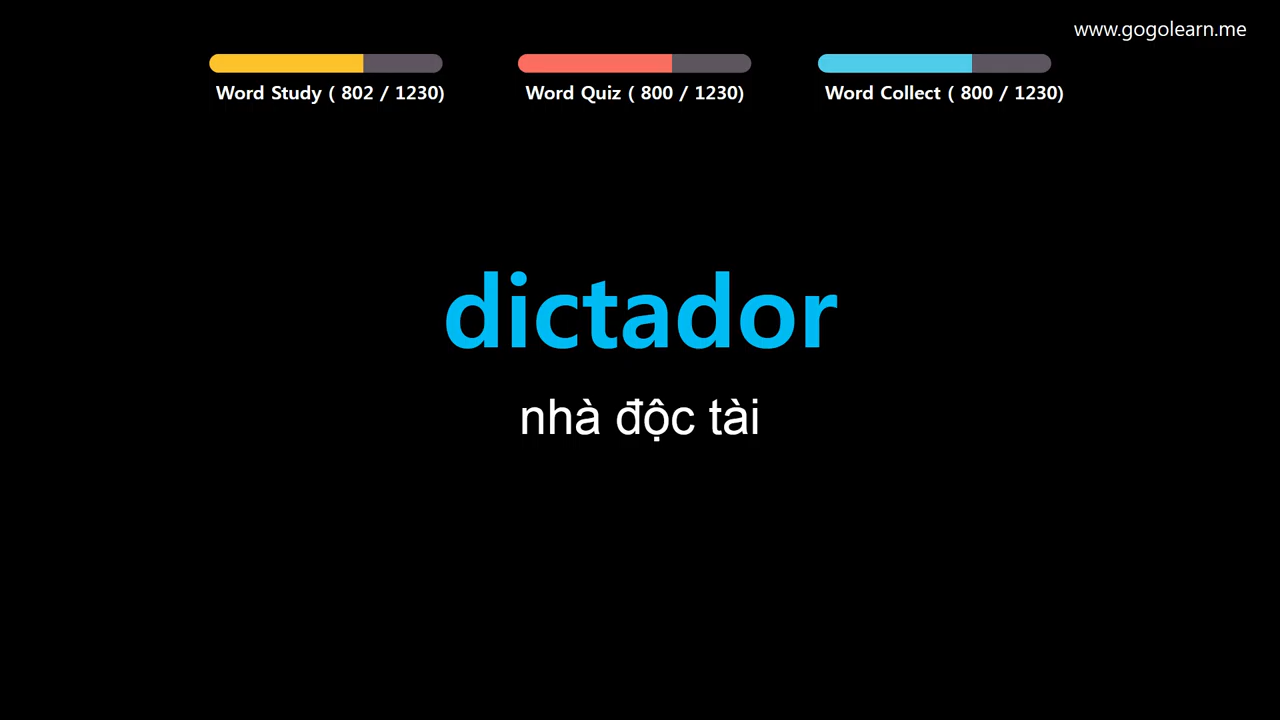 www.gogolearn.me
Word Study ( 802 / 1230)
Word Quiz ( 800 / 1230)
Word Collect ( 800 / 1230)
dictador
nhà độc tài